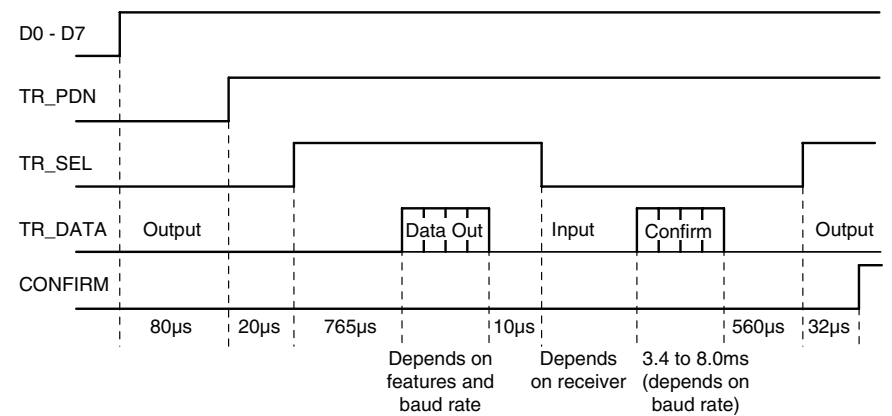 D0 - D7
TR_PDN
TR_SEL
TR_DATA Output Data Out Input Confirm Output
CONFIRM
80µs 20µs 765µs 10µs 560µs 32µs
Depends on
features and
baud rate
Depends
on receiver
3.4 to 8.0ms
(depends on
baud rate)